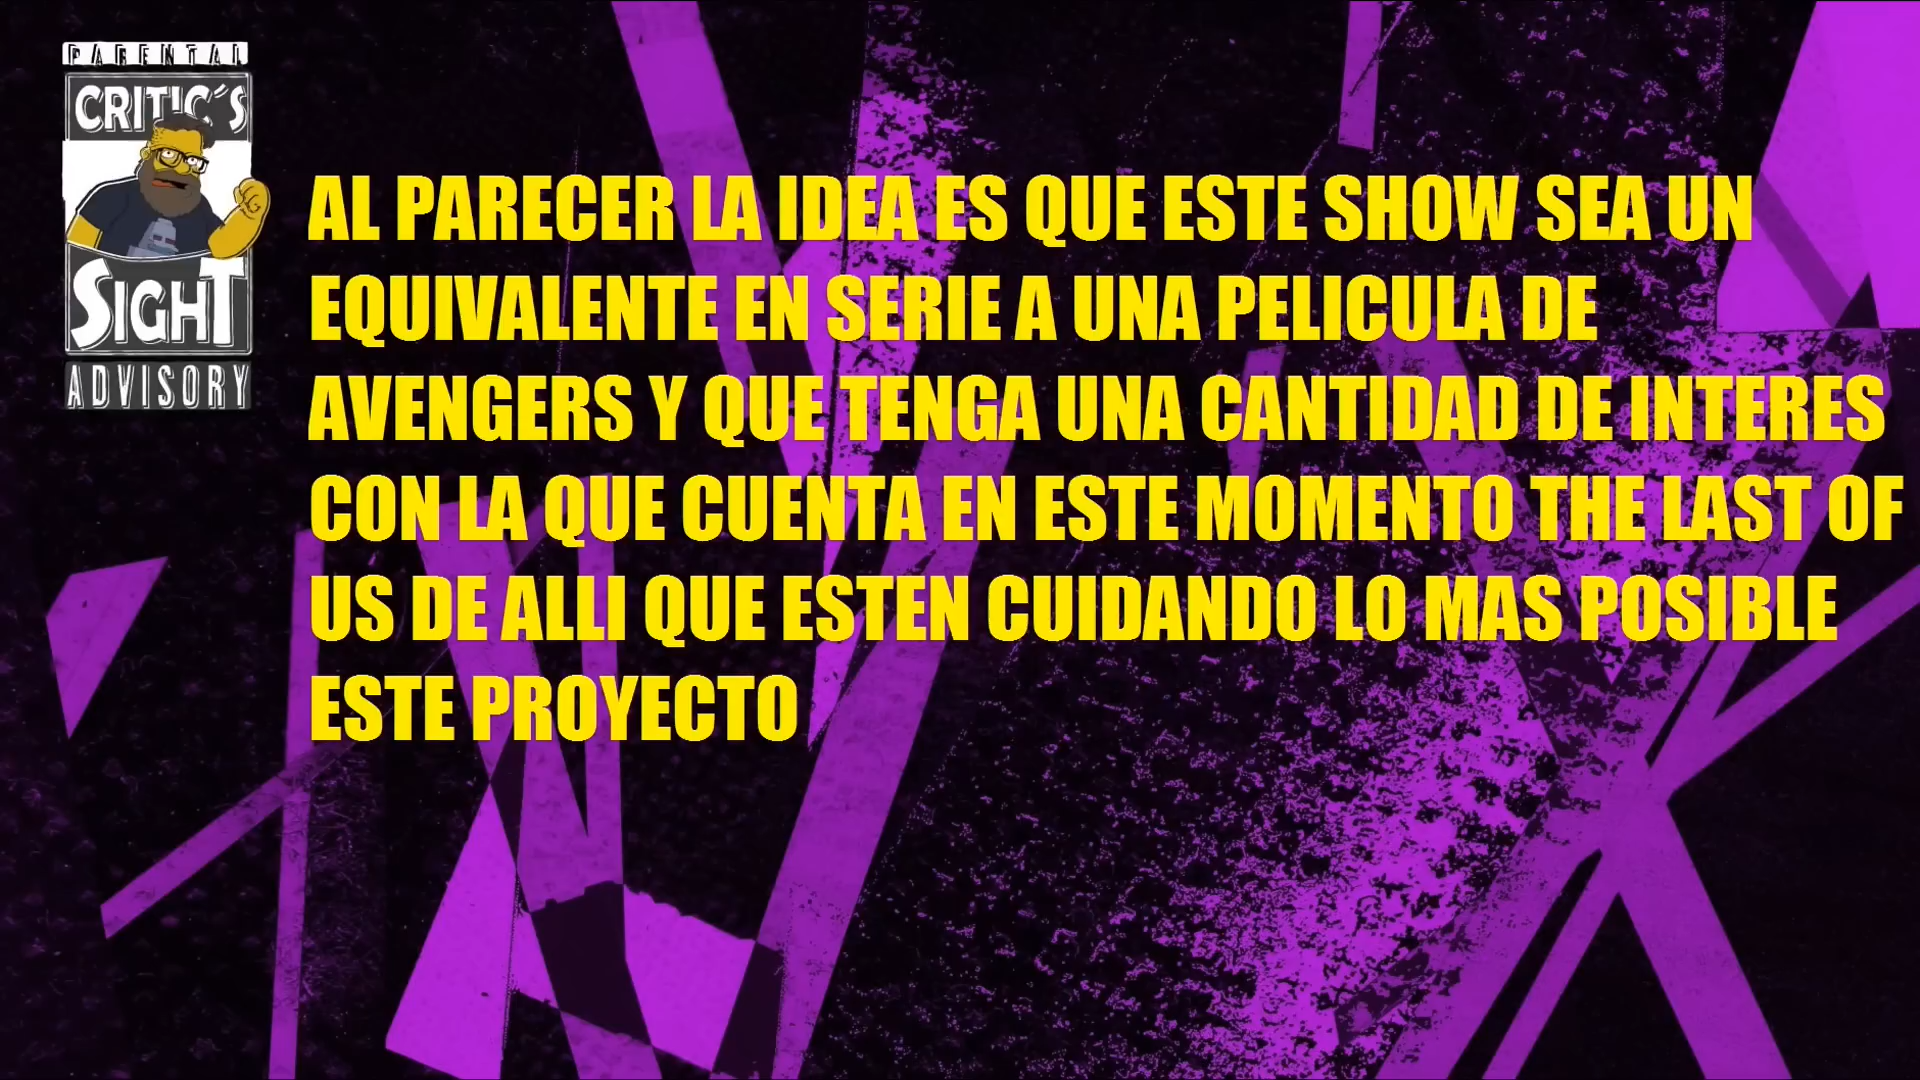 PARENTAL
CRITIC´S
SIGHT
ADVISORY
AL PARECER LA IDEA ES QUE ESTE SHOW SEA UN
EQUIVALENTE EN SERIE A UNA PELICULA DE
AVENGERS Y QUE TENGA UNA CANTIDAD DE INTERES
CON LA QUE CUENTA EN ESTE MOMENTO THE LAST OF
US DE ALLI QUE ESTEN CUIDANDO LO MAS POSIBLE
ESTE PROYECTO